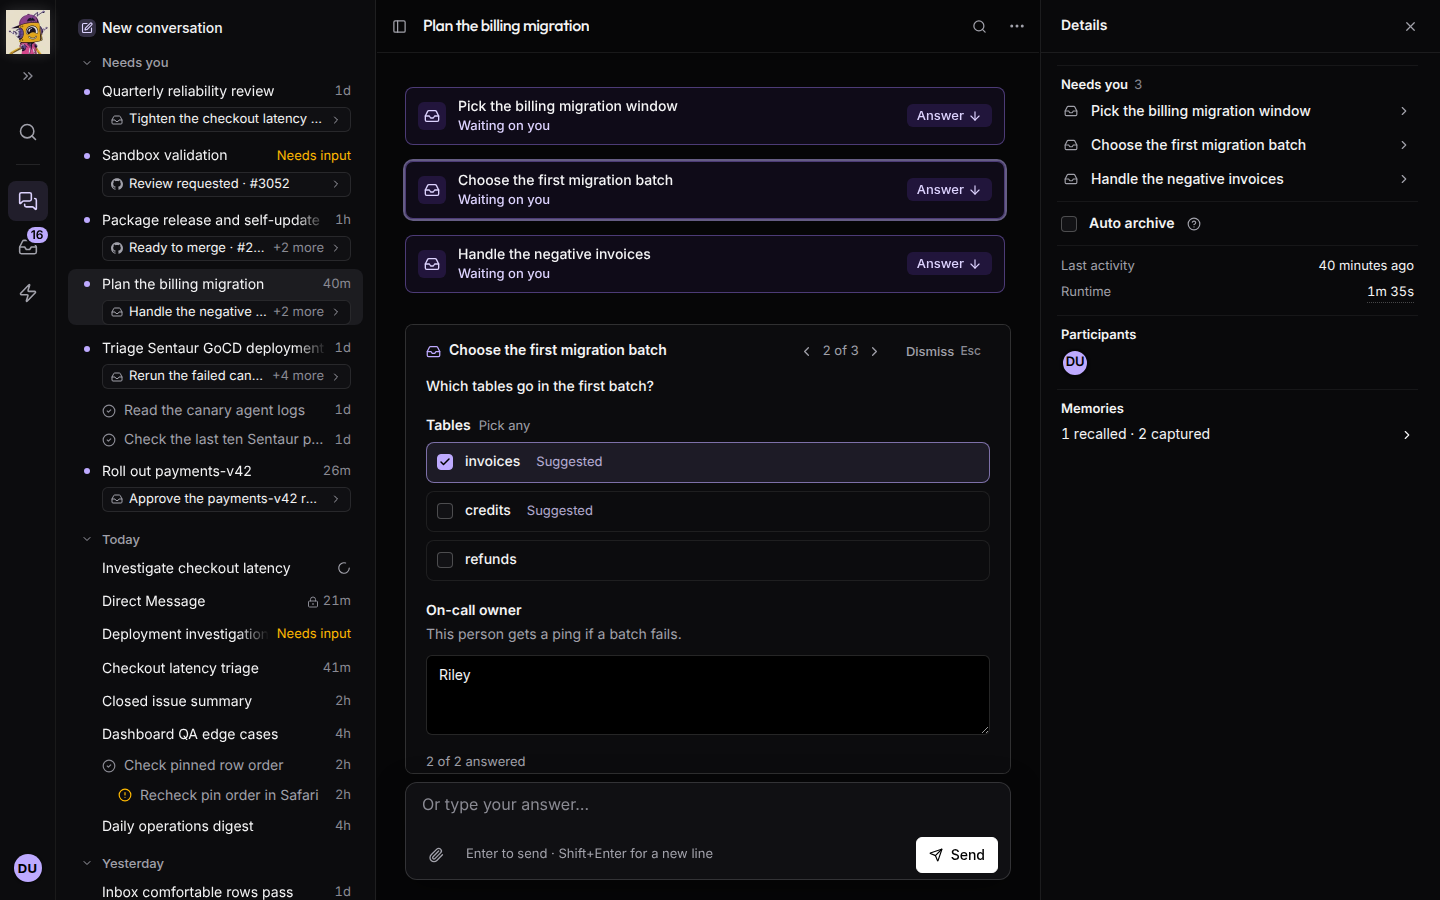 New conversation
Needs you
Quarterly reliability review 1d
Tighten the checkout latency ...
Sandbox validation Needs input
Review requested · #3052
Package release and self-update 1h
Ready to merge · #2... +2 more
Plan the billing migration 40m
Handle the negative ... +2 more
Triage Sentaur GoCD deployment 1d
Rerun the failed can... +4 more
Read the canary agent logs 1d
Check the last ten Sentaur p... 1d
Roll out payments-v42 26m
Approve the payments-v42 r...
Today
Investigate checkout latency
Direct Message 21m
Deployment investigation Needs input
Checkout latency triage 41m
Closed issue summary 2h
Dashboard QA edge cases 4h
Check pinned row order 2h
Recheck pin order in Safari 2h
Daily operations digest 4h
Yesterday
Inbox comfortable rows pass 1d
16
DU
Plan the billing migration
Pick the billing migration window
Waiting on you
Answer
Choose the first migration batch
Waiting on you
Answer
Handle the negative invoices
Waiting on you
Answer
Choose the first migration batch 2 of 3 Dismiss Esc
Which tables go in the first batch?
Tables Pick any
invoices Suggested
credits Suggested
refunds
On-call owner
This person gets a ping if a batch fails.
Riley
2 of 2 answered
Or type your answer...
Enter to send · Shift+Enter for a new line Send
Details
Needs you 3
Pick the billing migration window
Choose the first migration batch
Handle the negative invoices
Auto archive
Last activity 40 minutes ago
Runtime 1m 35s
Participants
DU
Memories
1 recalled · 2 captured